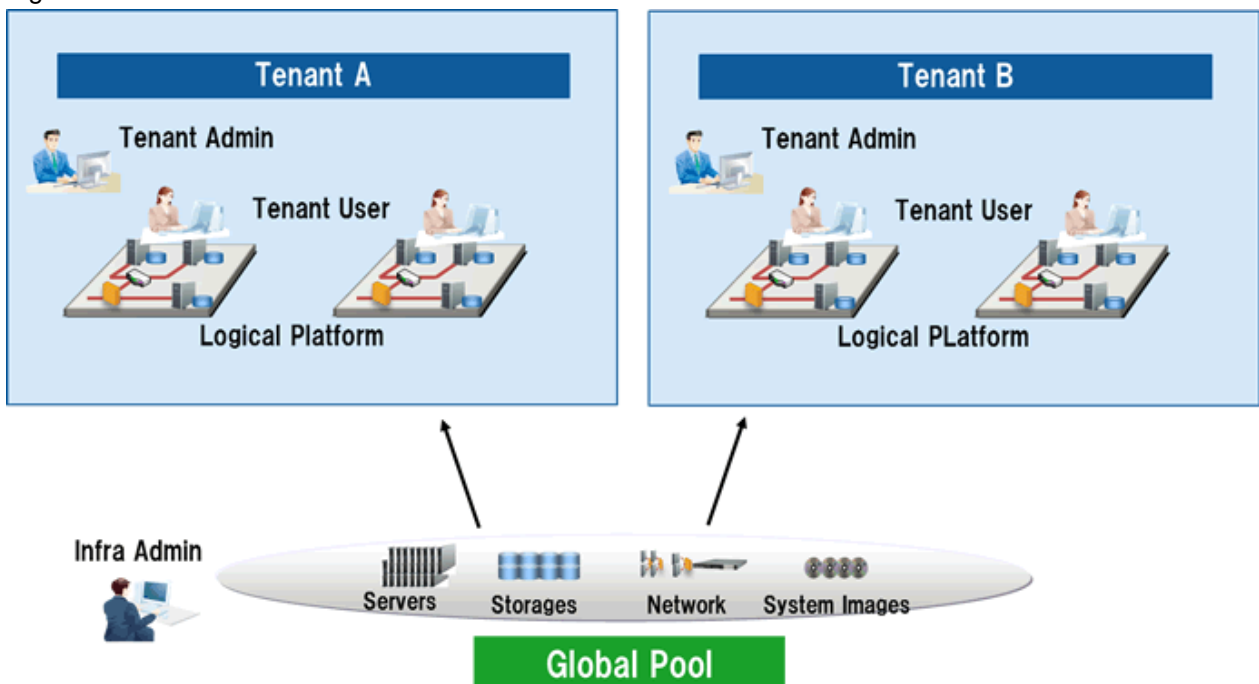 Tenant A
Tenant B
Tenant Admin
Tenant Admin
Tenant User
Tenant User
Logical Platform
Logical PLatform
Infra Admin
Servers
Storages
Network
System Images
Global Pool